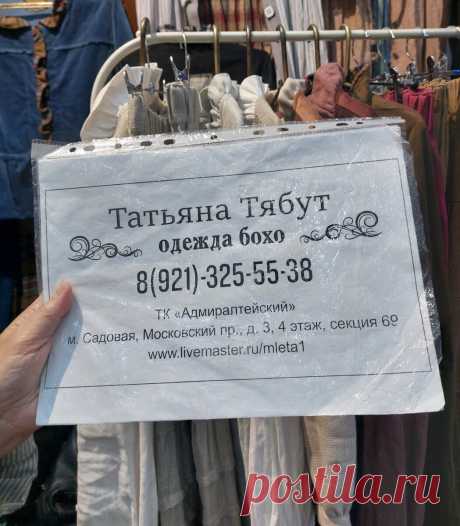 Татьяна Тябут
одежда бохо
8(921)-325-55-38
ТК «Адмиралтейский»
м. Садовая, Московский пр., д. 3, 4 этаж, секция 69
www.livemaster.ru/mleta1
postila.ru